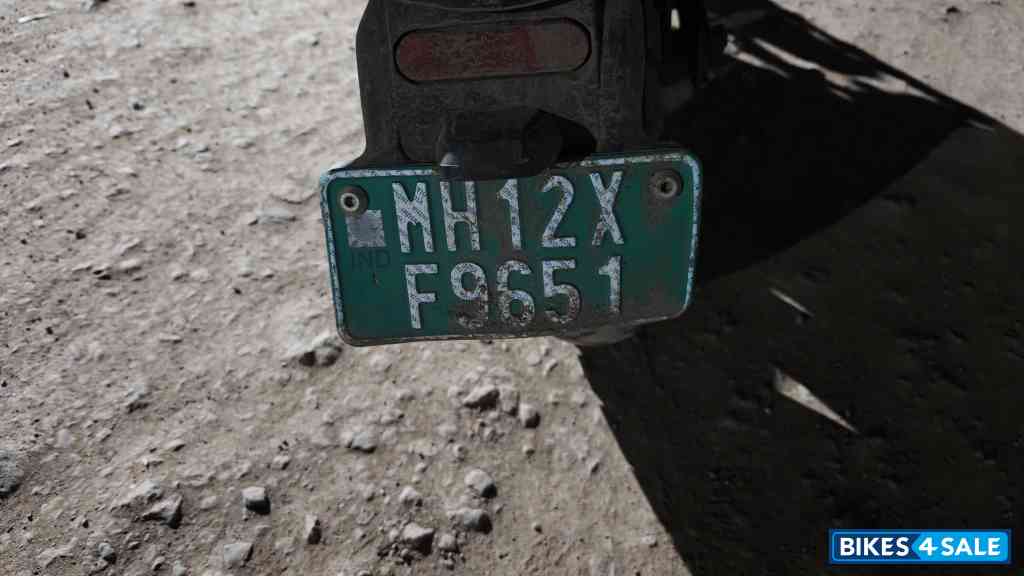 MH12X
IND
F9651
BIKES4SALE